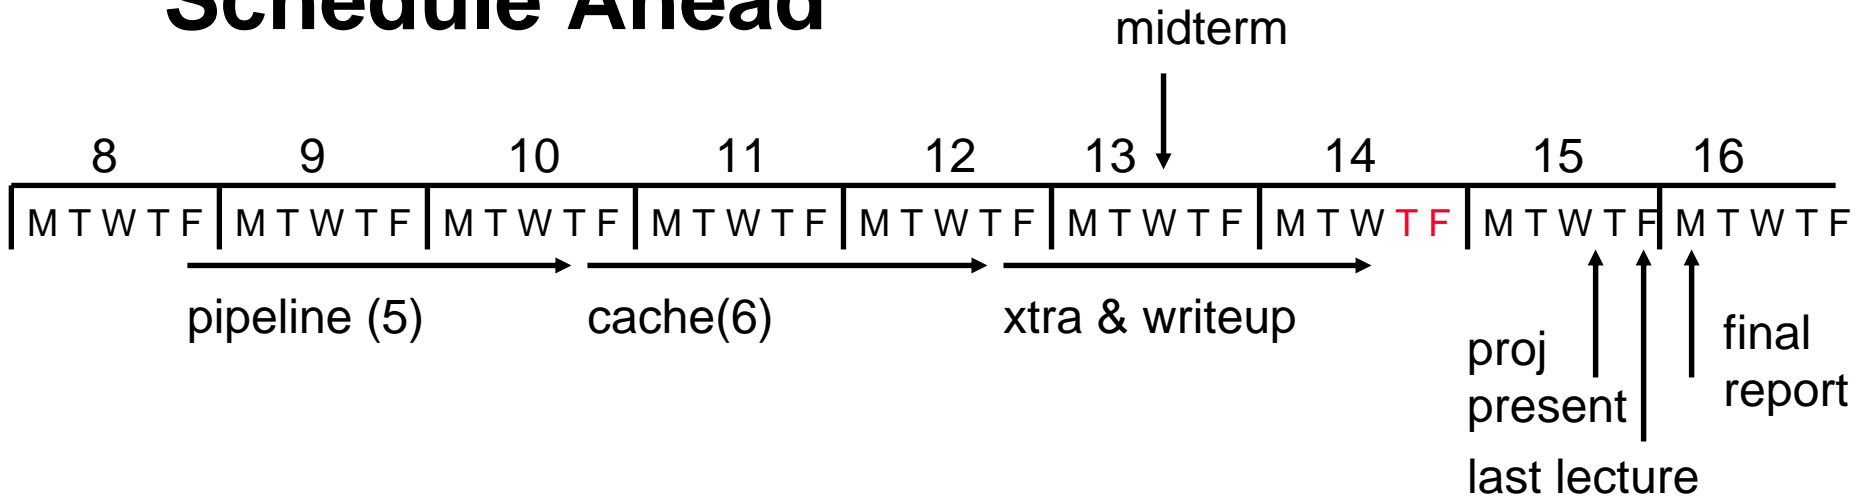 Schedule Ahead
midterm
8 9 10 11 12 13 14 15 16
M T W T F M T W T F M T W T F M T W T F M T W T F M T W T F M T W T F M T W T F M T W T F
pipeline (5) cache(6) xtra & writeup
proj
present
final
report
last lecture